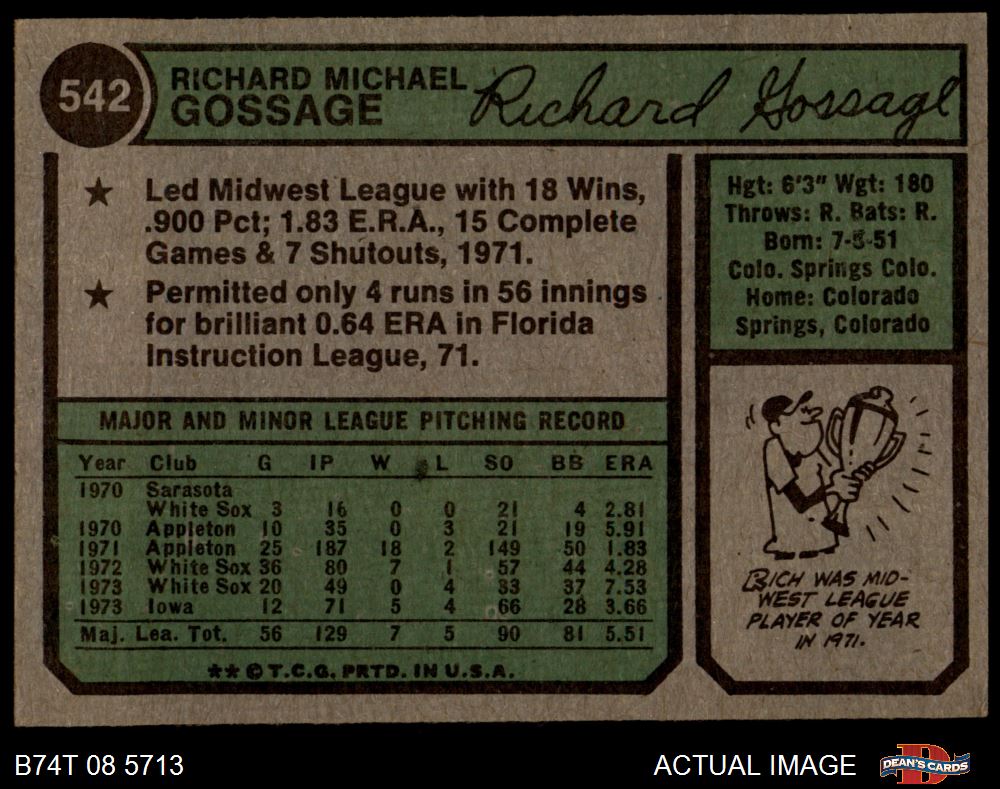 542
RICHARD MICHAEL
GOSSAGE
Richard Gossage
★ Led Midwest League with 18 Wins,
.900 Pct; 1.83 E.R.A., 15 Complete
Games & 7 Shutouts, 1971.
★ Permitted only 4 runs in 56 innings
for brilliant 0.64 ERA in Florida
Instruction League, 71.
Hgt: 6'3" Wgt: 180
Throws: R. Bats: R.
Born: 7-5-51
Colo. Springs Colo.
Home: Colorado
Springs, Colorado
MAJOR AND MINOR LEAGUE PITCHING RECORD
Year Club G IP W L SO BB ERA
1970 Sarasota
White Sox 3 16 0 0 21 4 2.81
1970 Appleton 10 35 0 3 21 19 5.91
1971 Appleton 25 187 18 2 149 50 1.83
1972 White Sox 36 80 7 1 57 44 4.28
1973 White Sox 20 49 0 4 33 37 7.53
1973 Iowa 12 71 5 4 66 28 3.66
Maj. Lea. Tot. 56 129 7 5 90 81 5.51
** © T.C.G. PRTD. IN U.S.A.
RICH WAS MID-
WEST LEAGUE
PLAYER OF YEAR
IN 1971.
B74T 08 5713
ACTUAL IMAGE
D
DEAN'S CARDS